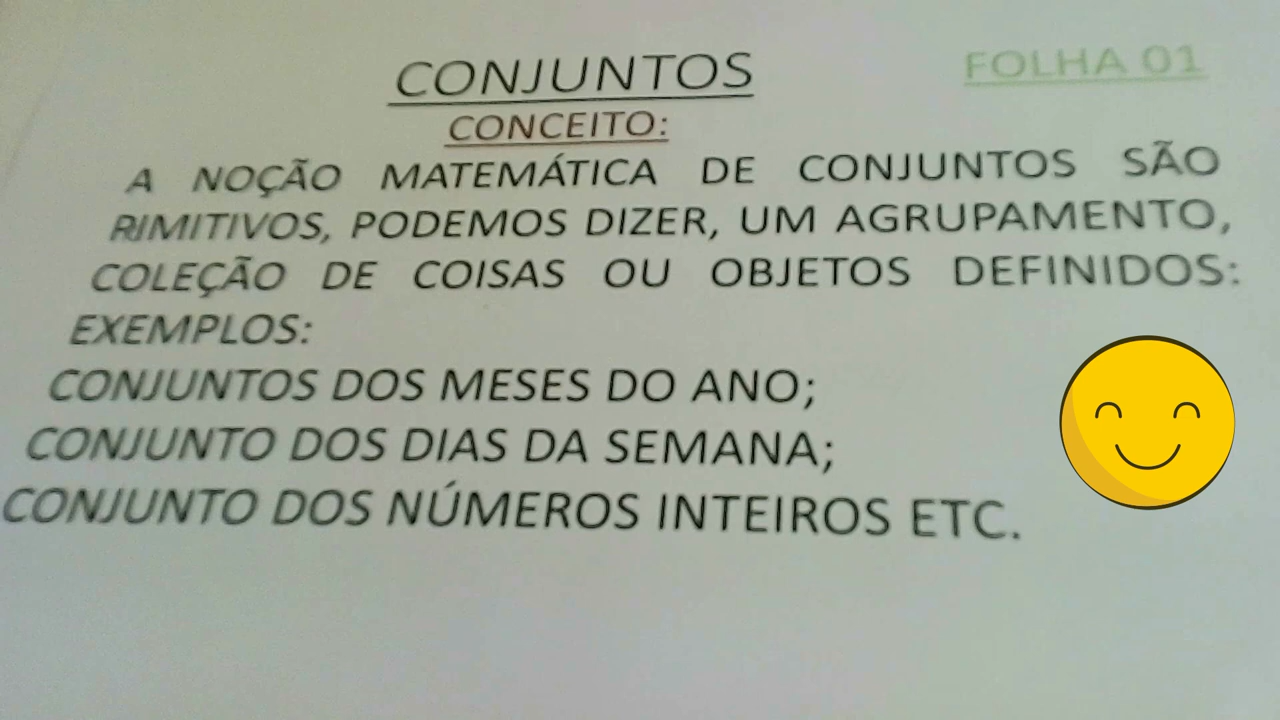 CONJUNTOS
FOLHA 01
CONCEITO:
A NOÇÃO MATEMÁTICA DE CONJUNTOS SÃO
RIMITIVOS, PODEMOS DIZER, UM AGRUPAMENTO,
COLEÇÃO DE COISAS OU OBJETOS DEFINIDOS:
EXEMPLOS:
CONJUNTOS DOS MESES DO ANO;
CONJUNTO DOS DIAS DA SEMANA;
CONJUNTO DOS NÚMEROS INTEIROS ETC.